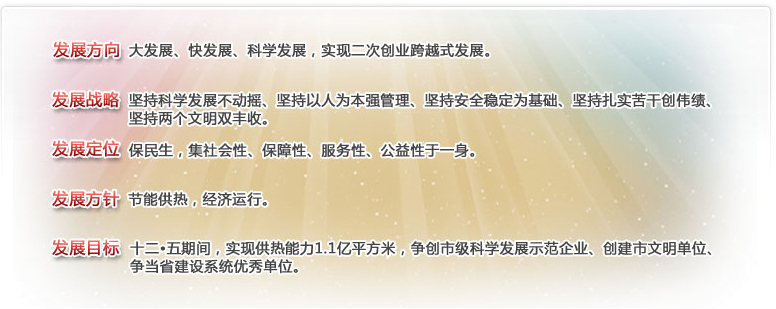 发展方向 大发展、快发展、科学发展，实现二次创业跨越式发展。
发展战略 坚持科学发展不动摇、坚持以人为本强管理、坚持安全稳定为基础、坚持扎实苦干创伟绩、
坚持两个文明双丰收。
发展定位 保民生，集社会性、保障性、服务性、公益性于一身。
发展方针 节能供热，经济运行。
发展目标 十二•五期间，实现供热能力1.1亿平方米，争创市级科学发展示范企业、创建市文明单位、
争当省建设系统优秀单位。